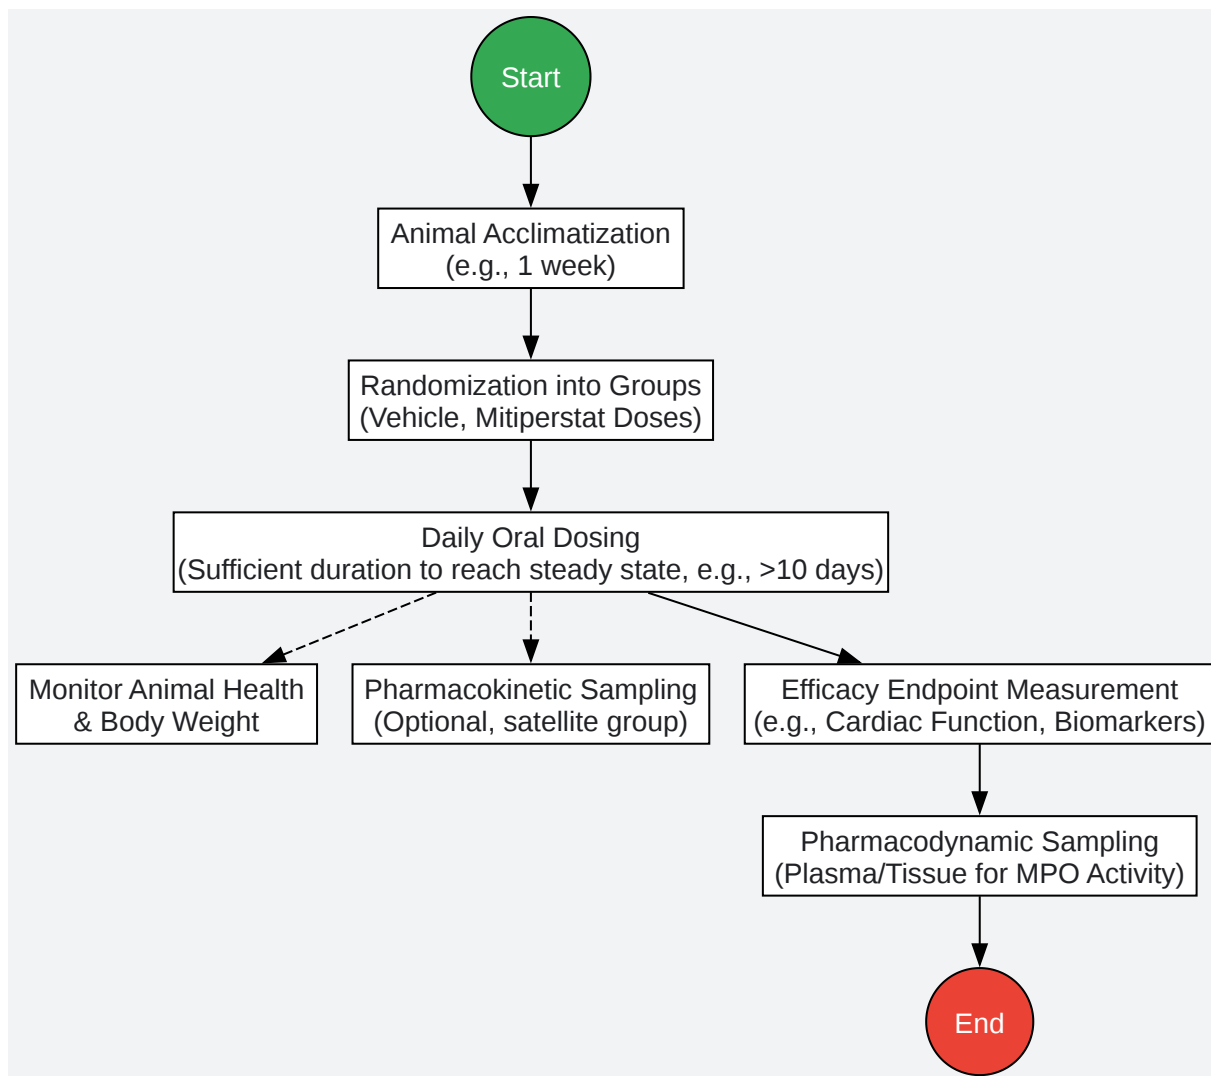 Start
Animal Acclimatization
(e.g., 1 week)
Randomization into Groups
(Vehicle, Mitiperstat Doses)
Daily Oral Dosing
(Sufficient duration to reach steady state, e.g., >10 days)
Monitor Animal Health
& Body Weight
Pharmacokinetic Sampling
(Optional, satellite group)
Efficacy Endpoint Measurement
(e.g., Cardiac Function, Biomarkers)
Pharmacodynamic Sampling
(Plasma/Tissue for MPO Activity)
End